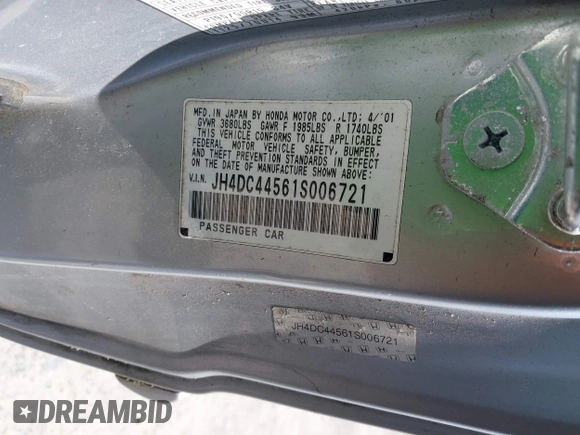 MFD. IN JAPAN BY HONDA MOTOR CO.,LTD; 4/'01
GVWR 3680LBS GAWR F 1985LBS R 1740LBS
THIS VEHICLE CONFORMS TO ALL APPLICABLE
FEDERAL MOTOR VEHICLE SAFETY, BUMPER,
AND THEFT PREVENTION STANDARDS IN EFFECT
ON THE DATE OF MANUFACTURE SHOWN ABOVE:
V.I.N. JH4DC44561S006721
PASSENGER CAR
JH4DC44561S006721
DREAMBID